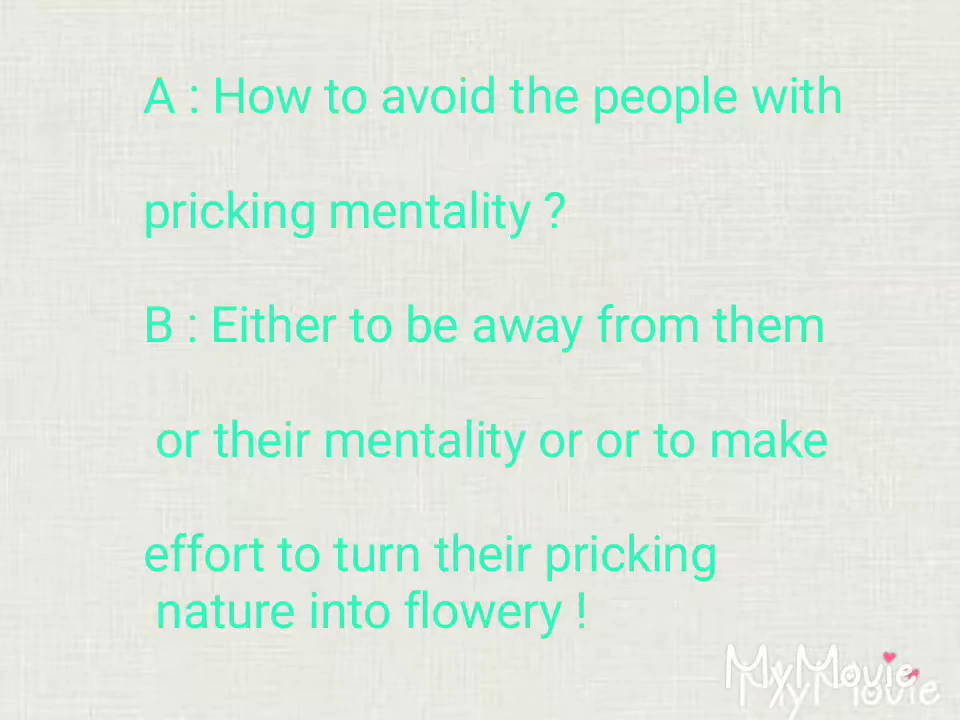 A : How to avoid the people with
pricking mentality ?
B : Either to be away from them
or their mentality or or to make
effort to turn their pricking
nature into flowery !
MyMovie
MyMovie